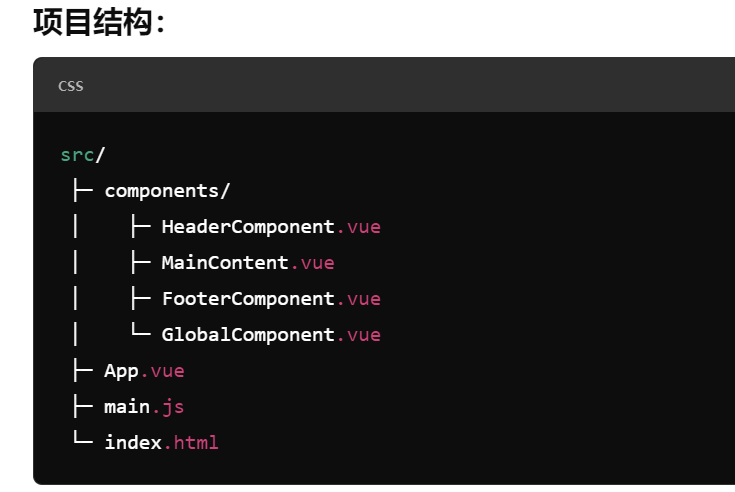 项目结构：
css
src/
├─ components/
│   ├─ HeaderComponent.vue
│   ├─ MainContent.vue
│   ├─ FooterComponent.vue
│   └─ GlobalComponent.vue
├─ App.vue
├─ main.js
└─ index.html